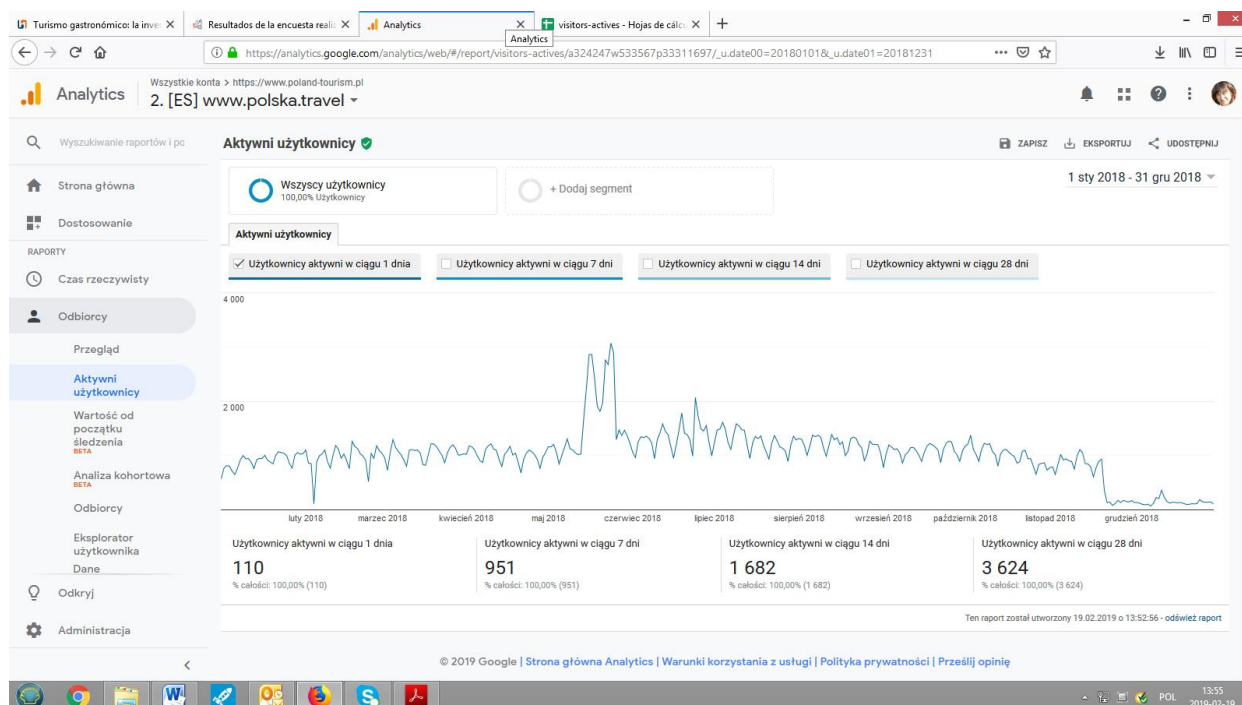 Turismo gastronómico: la inve
Resultados de la encuesta reali
Analytics
visitors-actives - Hojas de cálcu
Analytics
https://analytics.google.com/analytics/web/#/report/visitors-actives/a324247w533567p33311697/_u.date00=20180101&_u.date01=20181231
Analytics
Wszystkie konta > https://www.poland-tourism.pl
2. [ES] www.polska.travel
Wyszukiwanie raportów i pc
Aktywni użytkownicy
ZAPISZ
EKSPORTUJ
UDOSTĘPNIJ
Strona główna
Dostosowanie
RAPORTY
Czas rzeczywisty
Odbiorcy
Przegląd
Aktywni
użytkownicy
Wartość od
początku
śledzenia
BETA
Analiza kohortowa
BETA
Odbiorcy
Eksplorator
użytkownika
Dane
Odkryj
Administracja
Wszyscy użytkownicy
100,00% Użytkownicy
+ Dodaj segment
1 sty 2018 - 31 gru 2018
Aktywni użytkownicy
Użytkownicy aktywni w ciągu 1 dnia
Użytkownicy aktywni w ciągu 7 dni
Użytkownicy aktywni w ciągu 14 dni
Użytkownicy aktywni w ciągu 28 dni
4 000
2 000
luty 2018 marzec 2018 kwiecień 2018 maj 2018 czerwiec 2018 lipiec 2018 sierpień 2018 wrzesień 2018 październik 2018 listopad 2018 grudzień 2018
Użytkownicy aktywni w ciągu 1 dnia
110
% całości: 100,00% (110)
Użytkownicy aktywni w ciągu 7 dni
951
% całości: 100,00% (951)
Użytkownicy aktywni w ciągu 14 dni
1 682
% całości: 100,00% (1 682)
Użytkownicy aktywni w ciągu 28 dni
3 624
% całości: 100,00% (3 624)
Ten raport został utworzony 19.02.2019 o 13:52:56 - odśwież raport
© 2019 Google | Strona główna Analytics | Warunki korzystania z usługi | Polityka prywatności | Prześlij opinię
POL
13:55
2019-02-19